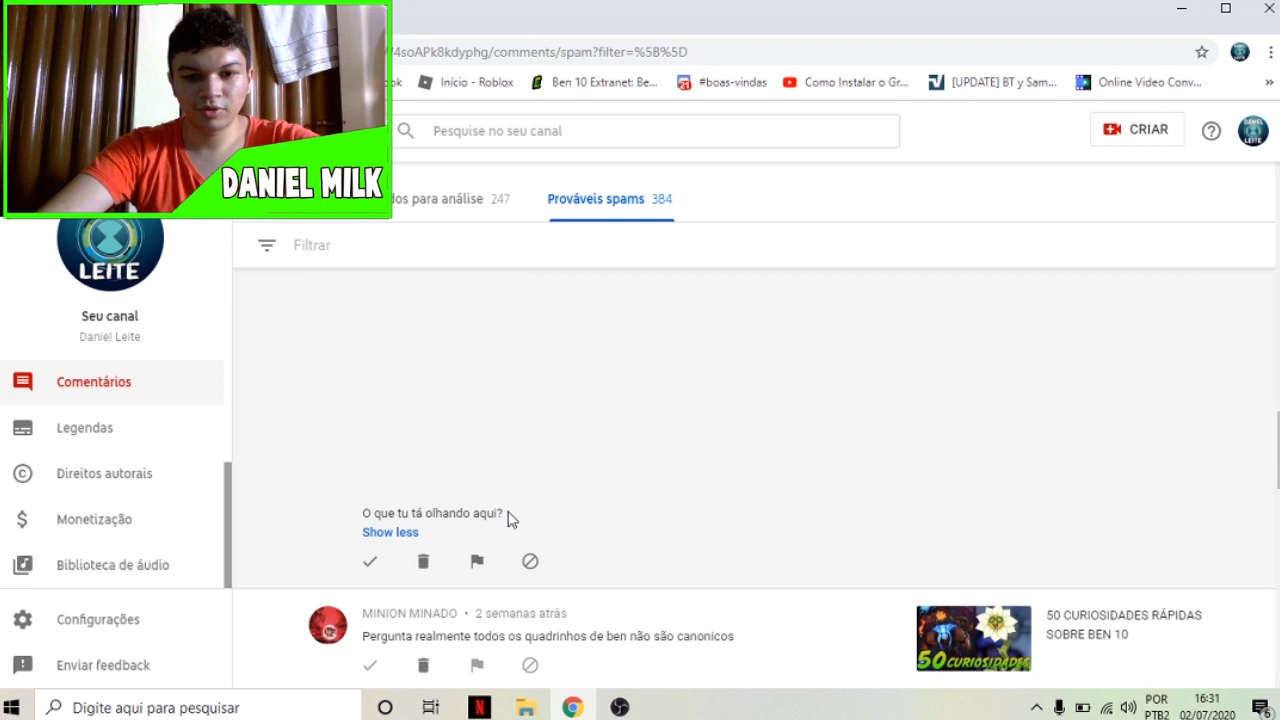 /4soAPk8kdyphg/comments/spam?filter=%5B%5D
ok
Início - Roblox
Ben 10 Extranet: Be...
#boas-vindas
Como Instalar o Gr...
[UPDATE] BT y Sam...
Online Video Conv...
»
DANIEL MILK
Pesquise no seu canal
CRIAR
dos para análise 247
Prováveis spams 384
Filtrar
LEITE
Seu canal
Daniel Leite
Comentários
Legendas
Direitos autorais
Monetização
Biblioteca de áudio
Configurações
Enviar feedback
O que tu tá olhando aqui?
Show less
MINION MINADO • 2 semanas atrás
Pergunta realmente todos os quadrinhos de ben não são canonicos
50 CURIOSIDADES
50 CURIOSIDADES RÁPIDAS
SOBRE BEN 10
Digite aqui para pesquisar
POR
PTB2
16:31
02/07/2020